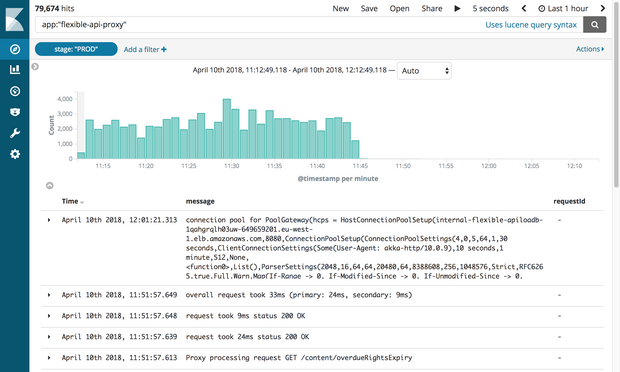 79,674 hits
New Save Open Share 5 seconds Last 1 hour
app:"flexible-api-proxy"
Uses lucene query syntax
stage: "PROD"
Add a filter +
Actions
April 10th 2018, 11:12:49.118 - April 10th 2018, 12:12:49.118 —
Auto
Count
4,000
3,000
2,000
1,000
0
11:15 11:20 11:25 11:30 11:35 11:40 11:45 11:50 11:55 12:00 12:05 12:10
@timestamp per minute
Time message requestId
April 10th 2018, 12:01:21.313 connection pool for PoolGateway(hcps = HostConnectionPoolSetup(internal-flexible-apiloadb-
1qahgrqlh03uw-649659201.eu-west-
1.elb.amazonaws.com,8080,ConnectionPoolSetup(ConnectionPoolSettings(4,0,5,64,1,30
seconds,ClientConnectionSettings(Some(User-Agent: akka-http/10.0.9),10 seconds,1
minute,512,None,
<function0>,List(),ParserSettings(2048,16,64,64,20480,64,8388608,256,1048576,Strict,RFC626
5,true,Full,Warn,Map(If-Range -> 0, If-Modified-Since -> 0, If-Unmodified-Since -> 0, -
April 10th 2018, 11:51:57.649 overall request took 33ms (primary: 24ms, secondary: 9ms) -
April 10th 2018, 11:51:57.648 request took 9ms status 200 OK -
April 10th 2018, 11:51:57.639 request took 24ms status 200 OK -
April 10th 2018, 11:51:57.613 Proxy processing request GET /content/overdueRightsExpiry -